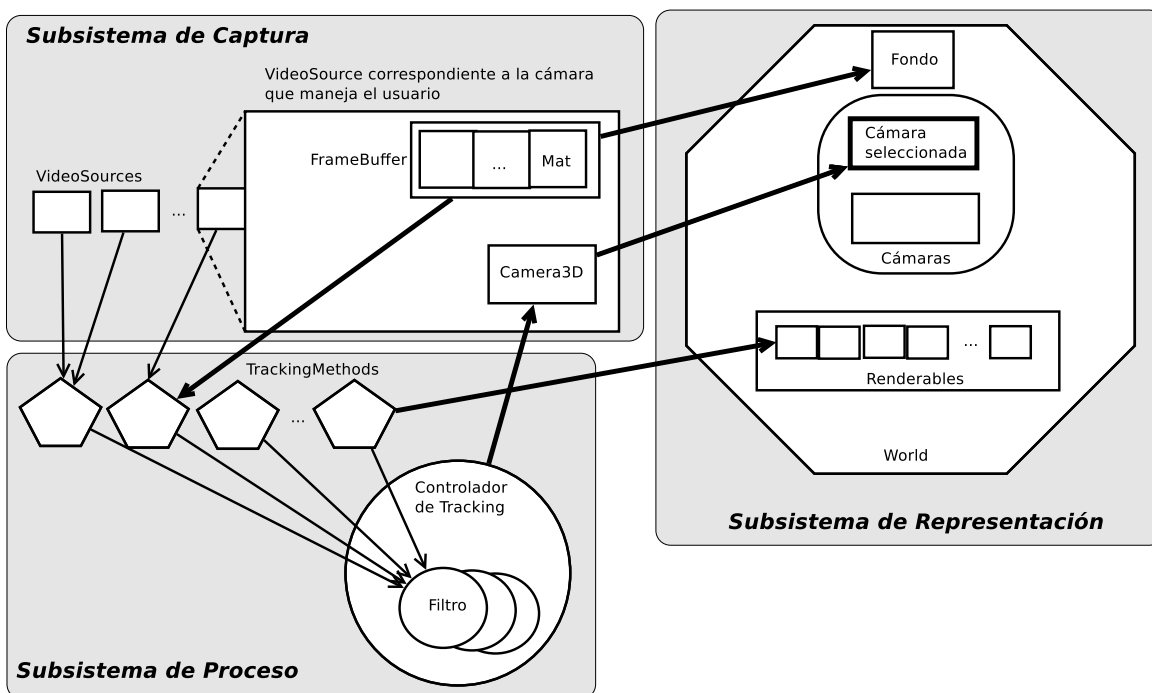 Subsistema de Captura
VideoSource correspondiente a la cámara
que maneja el usuario
FrameBuffer
...
Mat
VideoSources
...
Camera3D
Fondo
Cámara
seleccionada
Cámaras
...
Renderables
World
Subsistema de Representación
TrackingMethods
...
Controlador
de Tracking
Filtro
Subsistema de Proceso